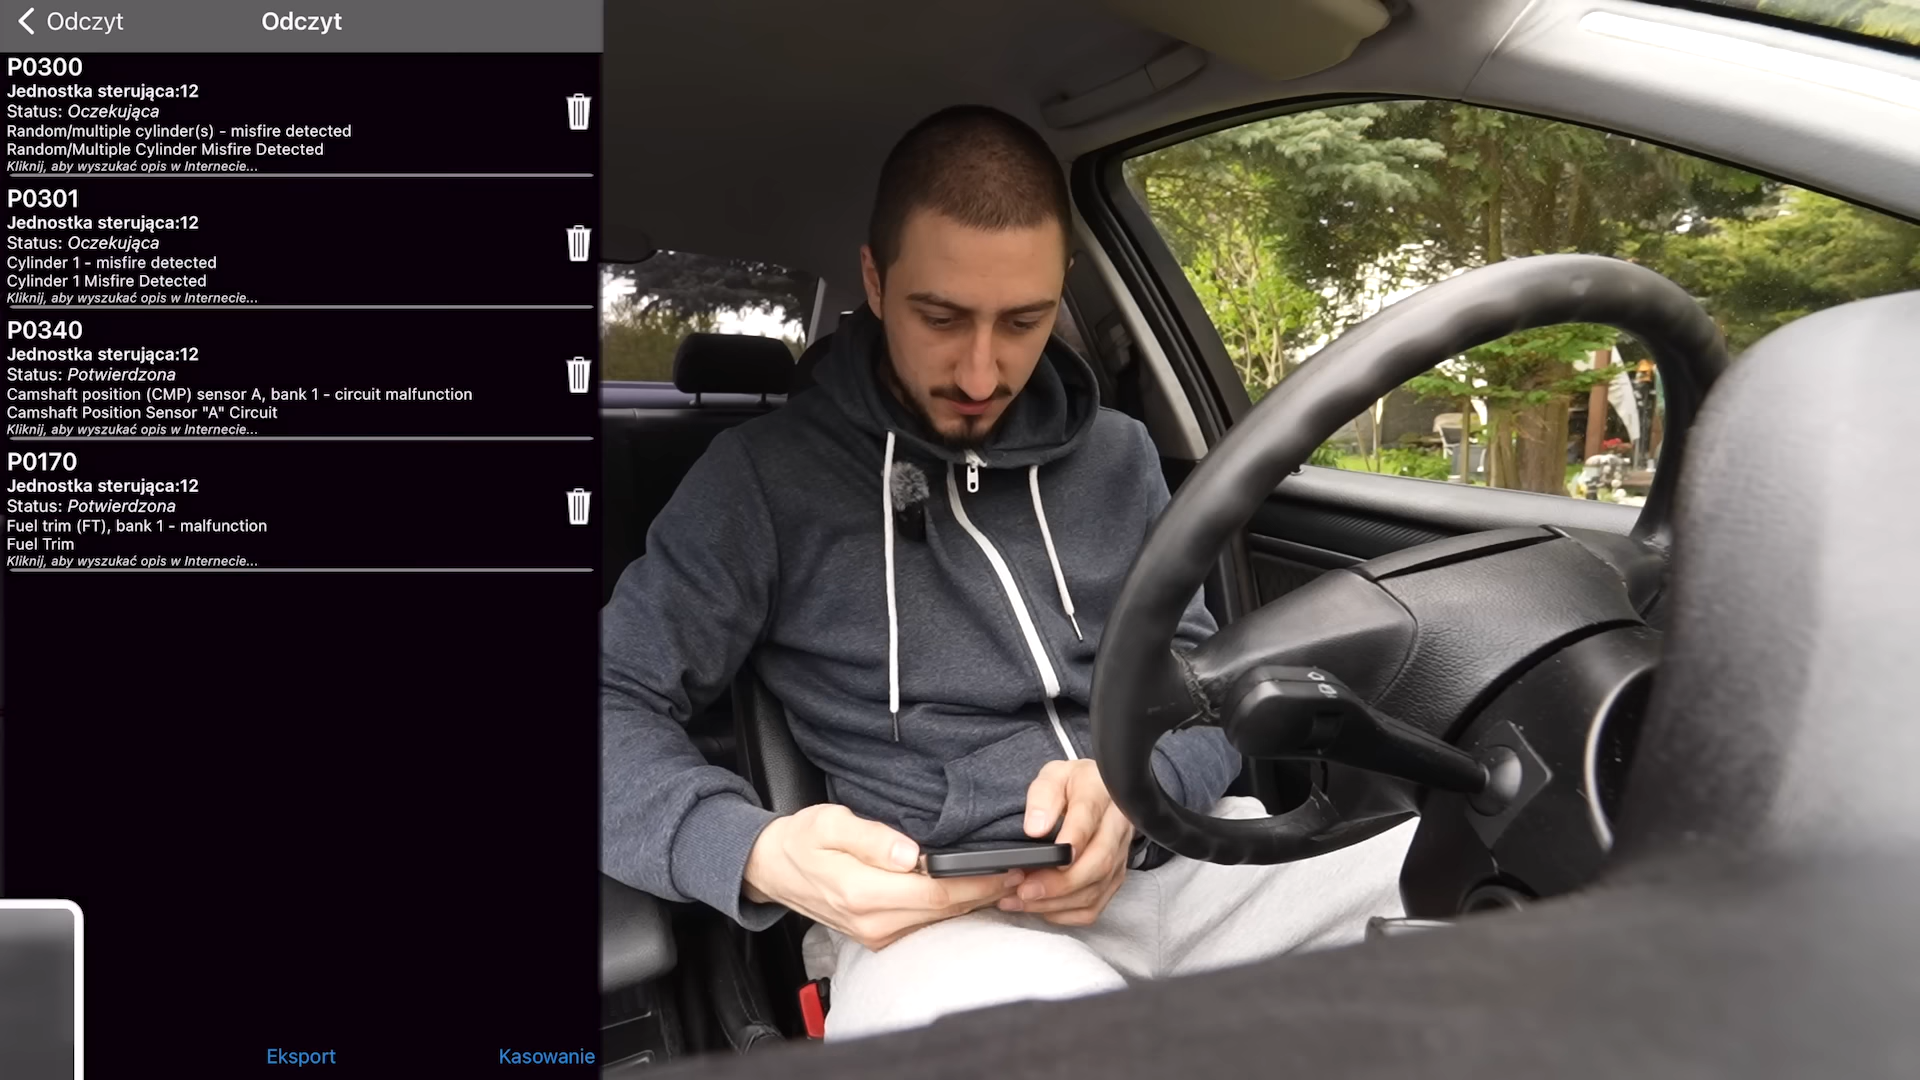 Odczyt
Odczyt
P0300
Jednostka sterująca:12
Status: Oczekująca
Random/multiple cylinder(s) - misfire detected
Random/Multiple Cylinder Misfire Detected
Kliknij, aby wyszukać opis w Internecie...
P0301
Jednostka sterująca:12
Status: Oczekująca
Cylinder 1 - misfire detected
Cylinder 1 Misfire Detected
Kliknij, aby wyszukać opis w Internecie...
P0340
Jednostka sterująca:12
Status: Potwierdzona
Camshaft position (CMP) sensor A, bank 1 - circuit malfunction
Camshaft Position Sensor "A" Circuit
Kliknij, aby wyszukać opis w Internecie...
P0170
Jednostka sterująca:12
Status: Potwierdzona
Fuel trim (FT), bank 1 - malfunction
Fuel Trim
Kliknij, aby wyszukać opis w Internecie...
Eksport
Kasowanie